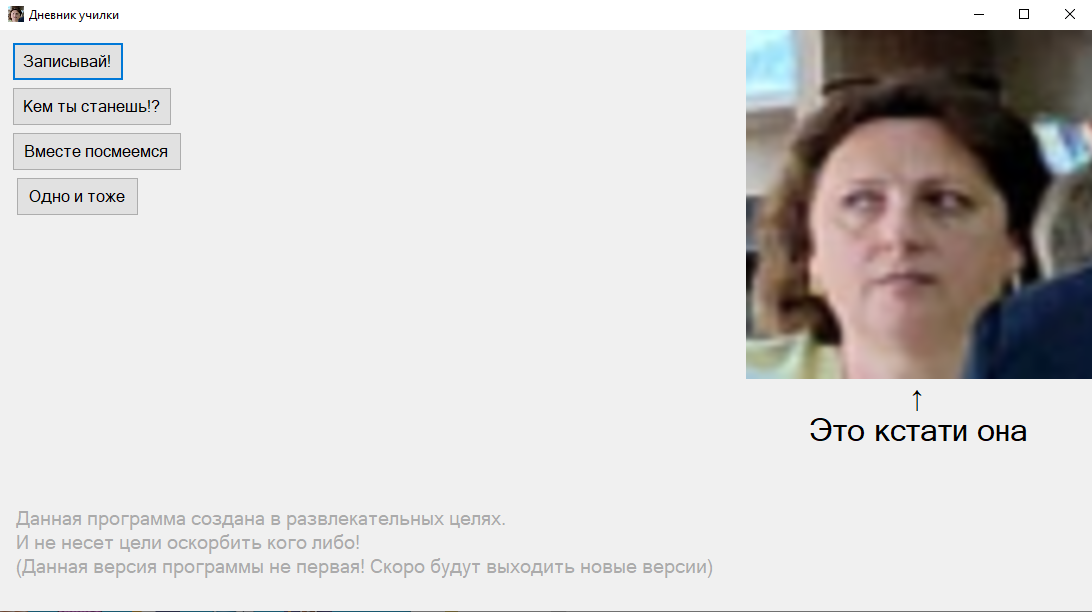 Дневник училки
Записывай!
Кем ты станешь!?
Вместе посмеемся
Одно и тоже
↑
Это кстати она
Данная программа создана в развлекательных целях.
И не несет цели оскорбить кого либо!
(Данная версия программы не первая! Скоро будут выходить новые версии)